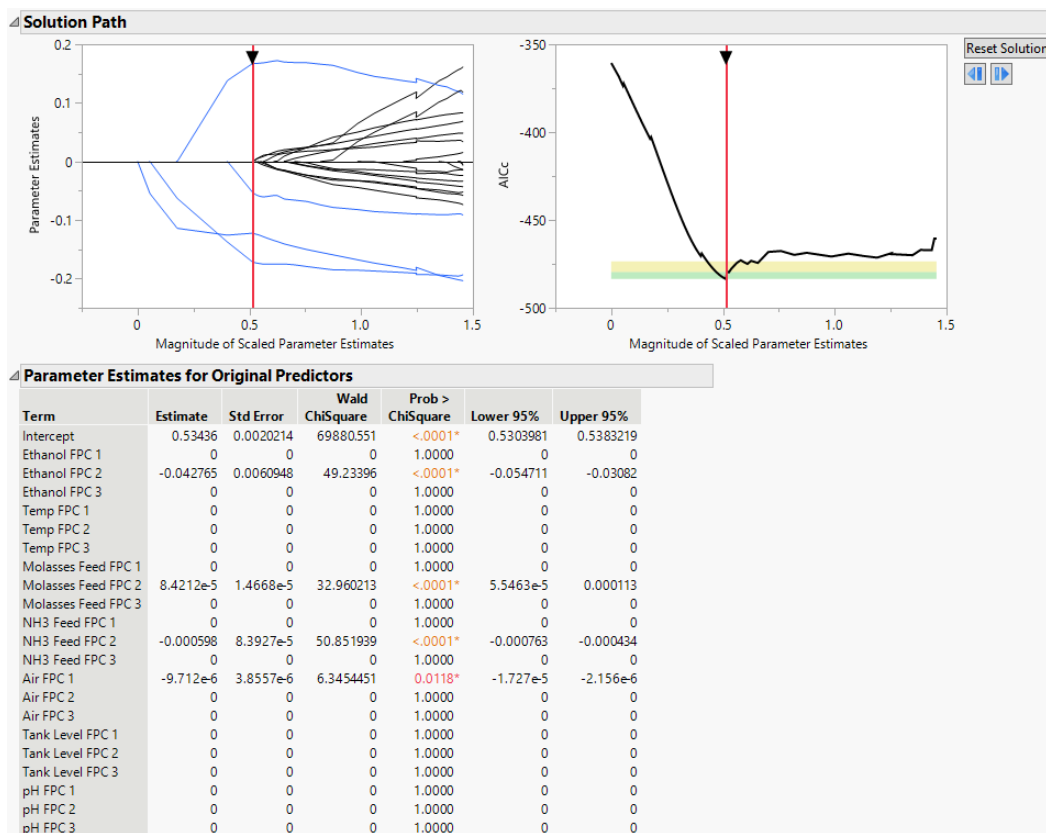 Solution Path
Reset Solution
0.2
0.1
0
-0.1
-0.2
Parameter Estimates
0
0.5
1.0
1.5
Magnitude of Scaled Parameter Estimates
-350
-400
-450
-500
AICc
0
0.5
1.0
1.5
Magnitude of Scaled Parameter Estimates
Parameter Estimates for Original Predictors
Wald Prob >
Term Estimate Std Error ChiSquare ChiSquare Lower 95% Upper 95%
Intercept 0.53436 0.0020214 69880.551 <.0001* 0.5303981 0.5383219
Ethanol FPC 1 0 0 0 1.0000 0 0
Ethanol FPC 2 -0.042765 0.0060948 49.23396 <.0001* -0.054711 -0.03082
Ethanol FPC 3 0 0 0 1.0000 0 0
Temp FPC 1 0 0 0 1.0000 0 0
Temp FPC 2 0 0 0 1.0000 0 0
Temp FPC 3 0 0 0 1.0000 0 0
Molasses Feed FPC 1 0 0 0 1.0000 0 0
Molasses Feed FPC 2 8.4212e-5 1.4668e-5 32.960213 <.0001* 5.5463e-5 0.000113
Molasses Feed FPC 3 0 0 0 1.0000 0 0
NH3 Feed FPC 1 0 0 0 1.0000 0 0
NH3 Feed FPC 2 -0.000598 8.3927e-5 50.851939 <.0001* -0.000763 -0.000434
NH3 Feed FPC 3 0 0 0 1.0000 0 0
Air FPC 1 -9.712e-6 3.8557e-6 6.3454451 0.0118* -1.727e-5 -2.156e-6
Air FPC 2 0 0 0 1.0000 0 0
Air FPC 3 0 0 0 1.0000 0 0
Tank Level FPC 1 0 0 0 1.0000 0 0
Tank Level FPC 2 0 0 0 1.0000 0 0
Tank Level FPC 3 0 0 0 1.0000 0 0
pH FPC 1 0 0 0 1.0000 0 0
pH FPC 2 0 0 0 1.0000 0 0
pH FPC 3 0 0 0 1.0000 0 0